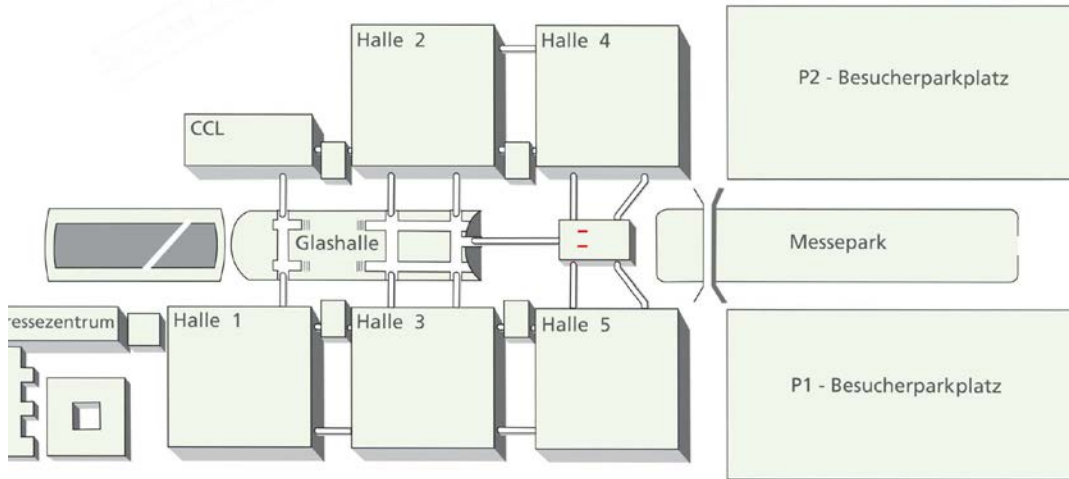 Halle 2
Halle 4
P2 - Besucherparkplatz
CCL
Glashalle
Messepark
ressezentrum
Halle 1
Halle 3
Halle 5
P1 - Besucherparkplatz